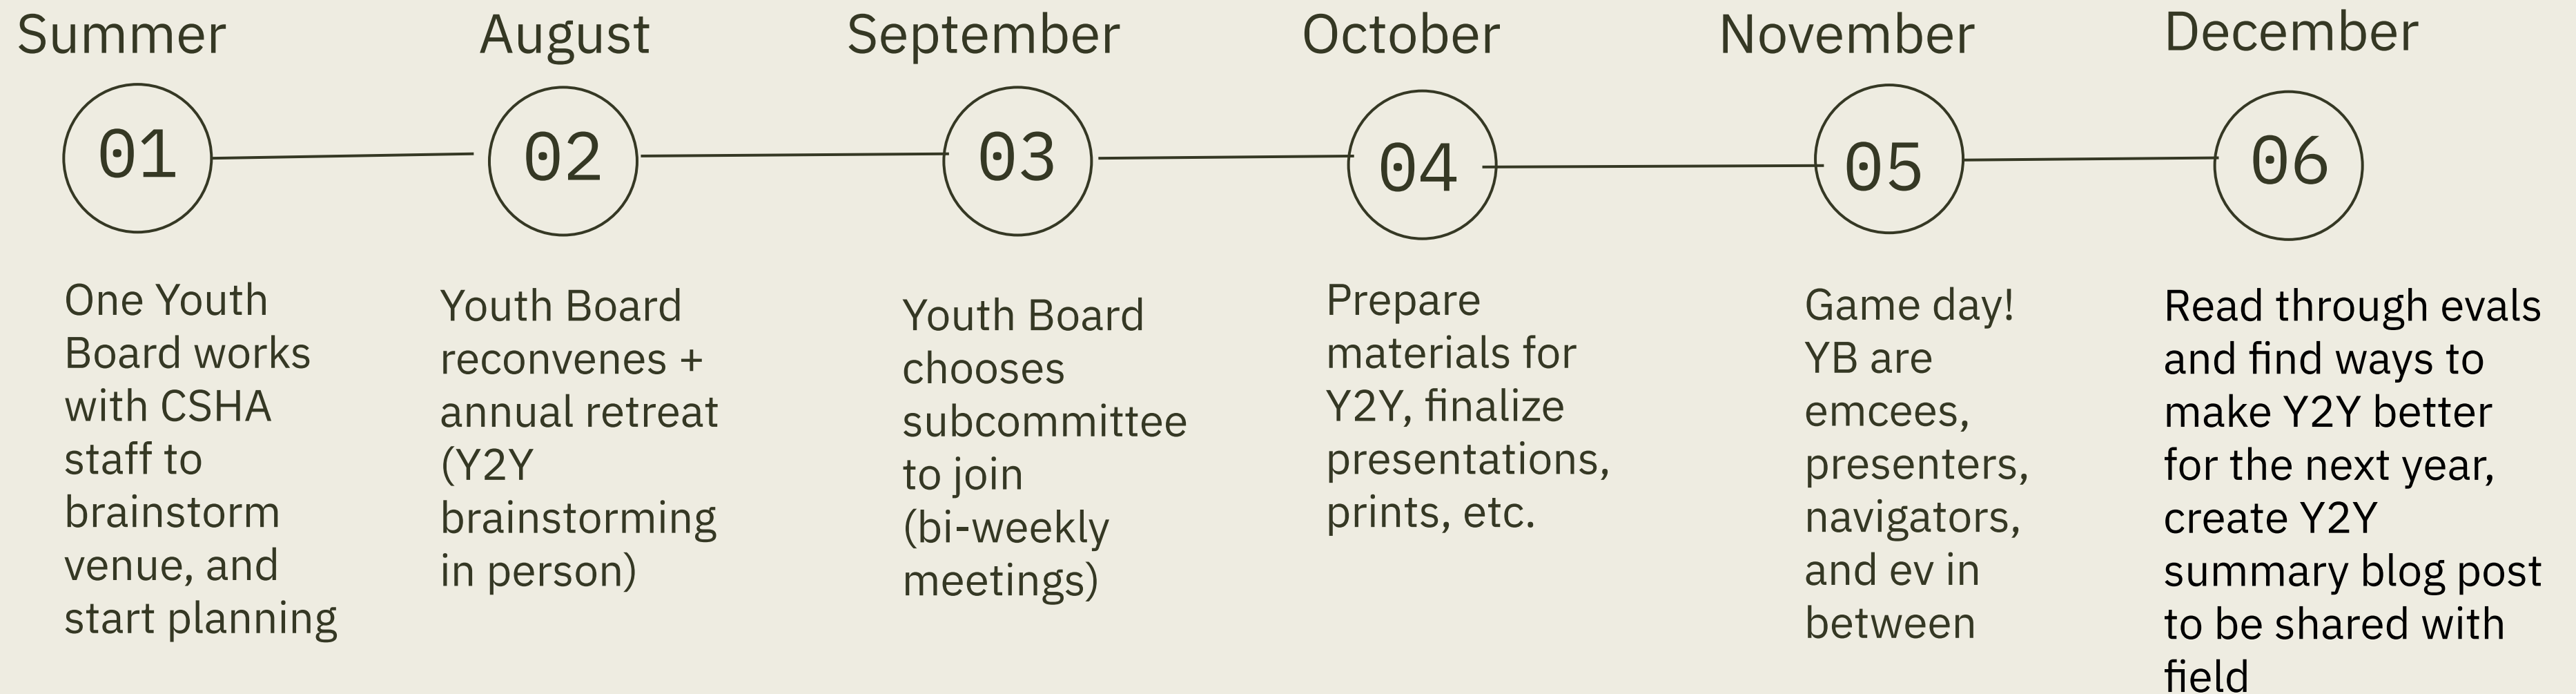 Summer
01
One Youth
Board works
with CSHA
staff to
brainstorm
venue, and
start planning
August
02
Youth Board
reconvenes +
annual retreat
(Y2Y
brainstorming
in person)
September
03
Youth Board
chooses
subcommittee
to join
(bi-weekly
meetings)
October
04
Prepare
materials for
Y2Y, finalize
presentations,
prints, etc.
November
05
Game day!
YB are
emcees,
presenters,
navigators,
and ev in
between
December
06
Read through evals
and find ways to
make Y2Y better
for the next year,
create Y2Y
summary blog post
to be shared with
field